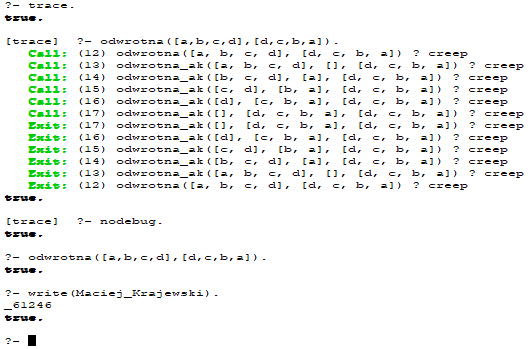 ?- trace.
true.
[trace]  ?- odwrotna([a,b,c,d],[d,c,b,a]).
   Call: (12) odwrotna([a, b, c, d], [d, c, b, a]) ? creep
   Call: (13) odwrotna_ak([a, b, c, d], [], [d, c, b, a]) ? creep
   Call: (14) odwrotna_ak([b, c, d], [a], [d, c, b, a]) ? creep
   Call: (15) odwrotna_ak([c, d], [b, a], [d, c, b, a]) ? creep
   Call: (16) odwrotna_ak([d], [c, b, a], [d, c, b, a]) ? creep
   Call: (17) odwrotna_ak([], [d, c, b, a], [d, c, b, a]) ? creep
   Exit: (17) odwrotna_ak([], [d, c, b, a], [d, c, b, a]) ? creep
   Exit: (16) odwrotna_ak([d], [c, b, a], [d, c, b, a]) ? creep
   Exit: (15) odwrotna_ak([c, d], [b, a], [d, c, b, a]) ? creep
   Exit: (14) odwrotna_ak([b, c, d], [a], [d, c, b, a]) ? creep
   Exit: (13) odwrotna_ak([a, b, c, d], [], [d, c, b, a]) ? creep
   Exit: (12) odwrotna([a, b, c, d], [d, c, b, a]) ? creep
true.
[trace]  ?- nodebug.
true.
?- odwrotna([a,b,c,d],[d,c,b,a]).
true.
?- write(Maciej_Krajewski).
_61246
true.
?-